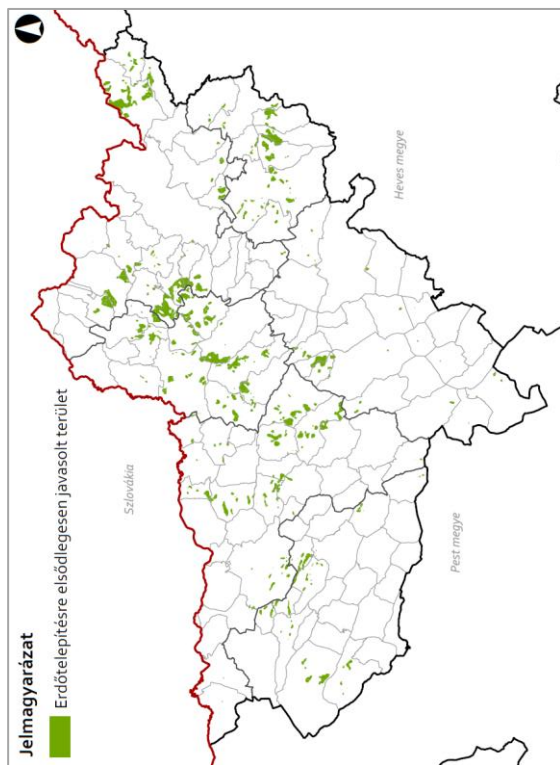 Jelmagyarázat
Erdőtelepítésre elsődlegesen javasolt terület
Szlovákia
Heves megye
Pest megye